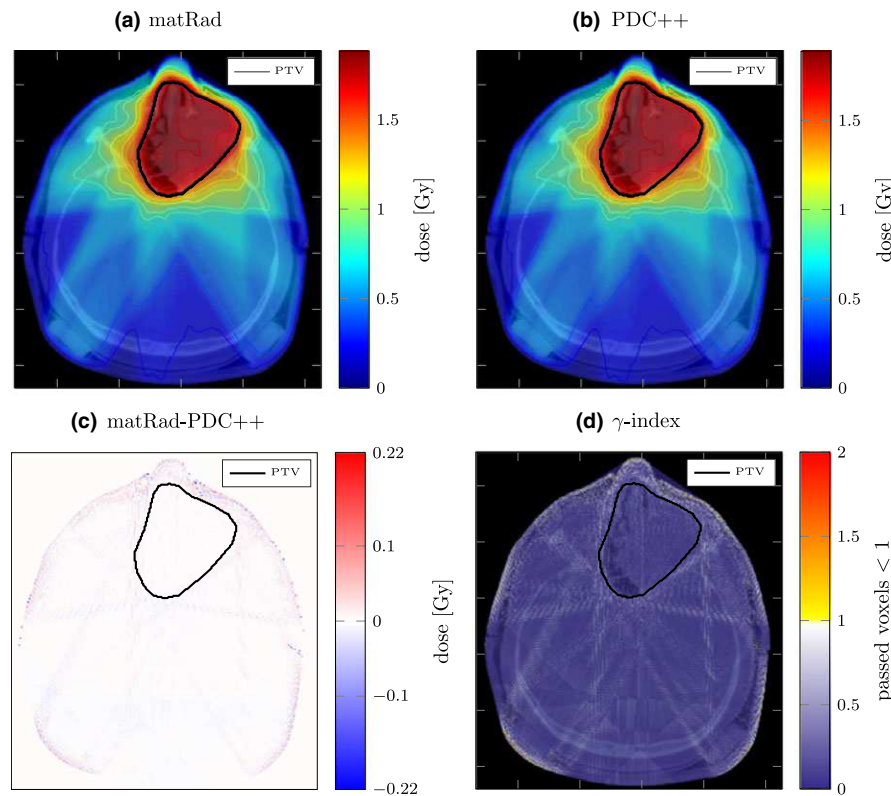 (a) matRad
PTV
1.5
1
0.5
0
dose [Gy]
(b) PDC++
PTV
1.5
1
0.5
0
dose [Gy]
(c) matRad-PDC++
PTV
0.22
0.11
0
−0.1
−0.22
dose [Gy]
(d) γ-index
PTV
2
1.5
1
0.5
0
passed voxels < 1